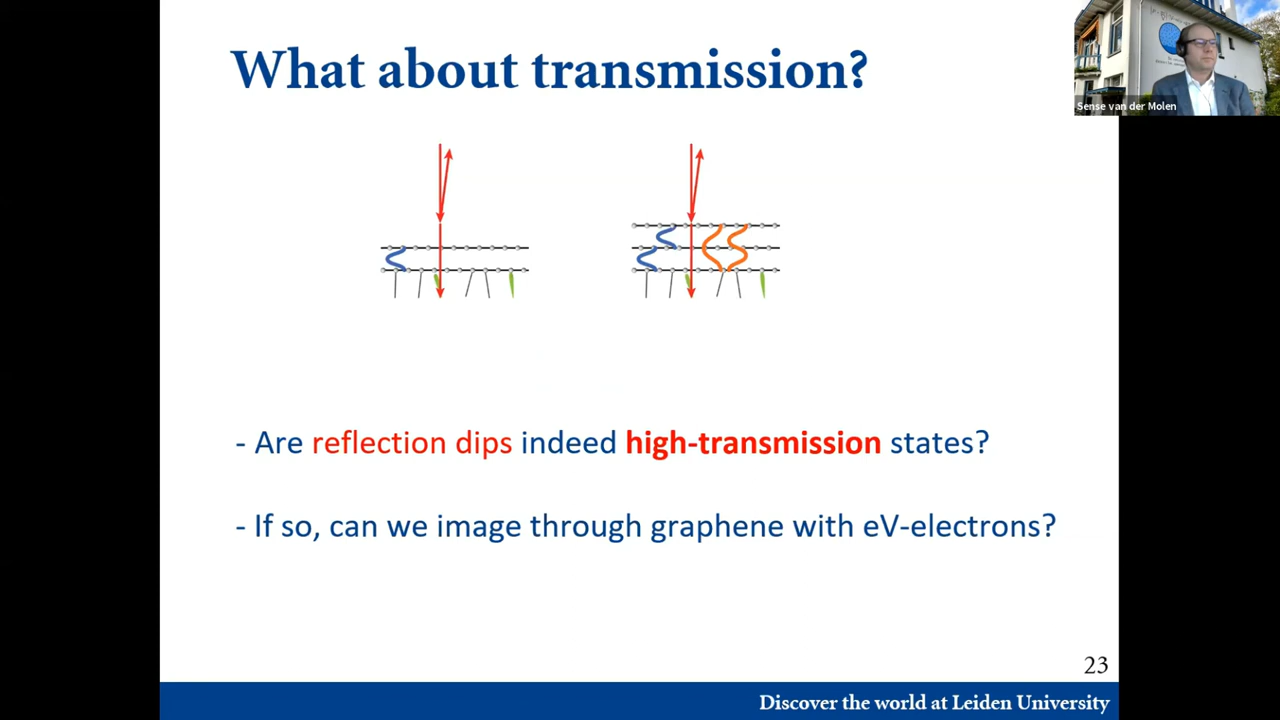 What about transmission?
Sense van der Molen
- Are reflection dips indeed high-transmission states?
- If so, can we image through graphene with eV-electrons?
23
Discover the world at Leiden University